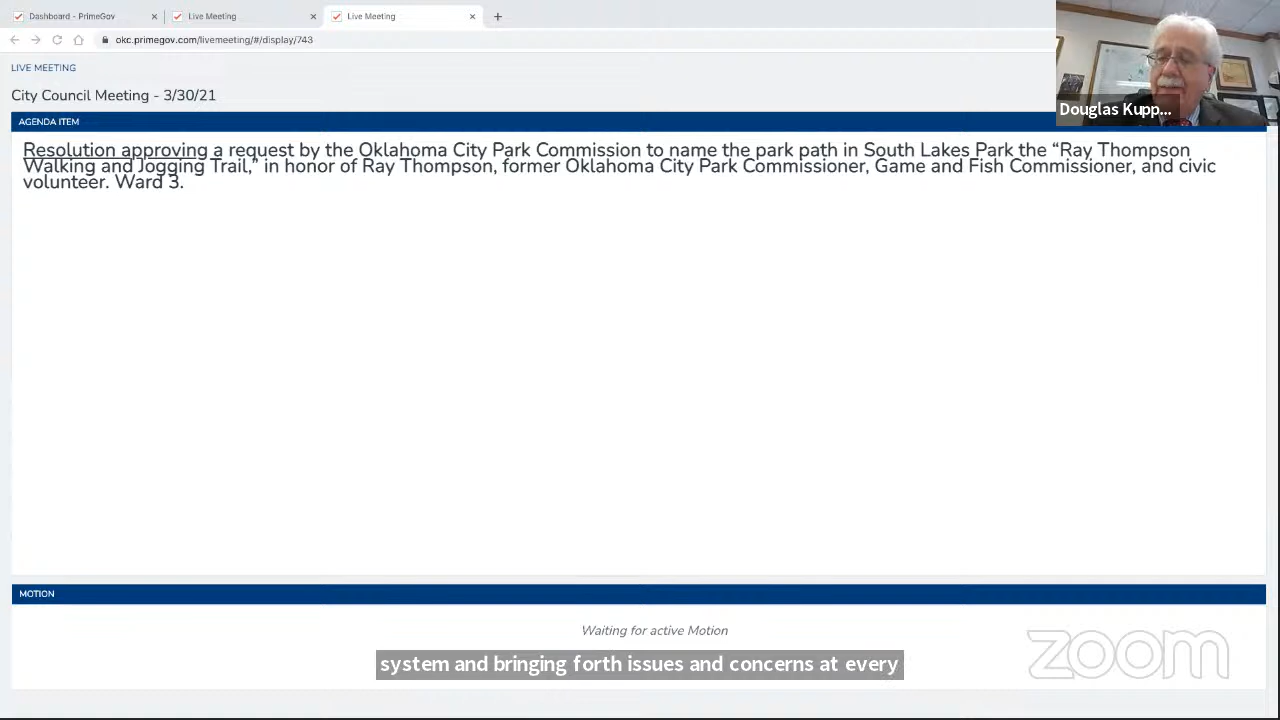 Dashboard - PrimeGov
Live Meeting
Live Meeting
okc.primegov.com/livemeeting/#/display/743
LIVE MEETING
City Council Meeting - 3/30/21
Douglas Kupp...
AGENDA ITEM
Resolution approving a request by the Oklahoma City Park Commission to name the park path in South Lakes Park the “Ray Thompson
Walking and Jogging Trail,” in honor of Ray Thompson, former Oklahoma City Park Commissioner, Game and Fish Commissioner, and civic
volunteer. Ward 3.
MOTION
Waiting for active Motion
system and bringing forth issues and concerns at every
zoom